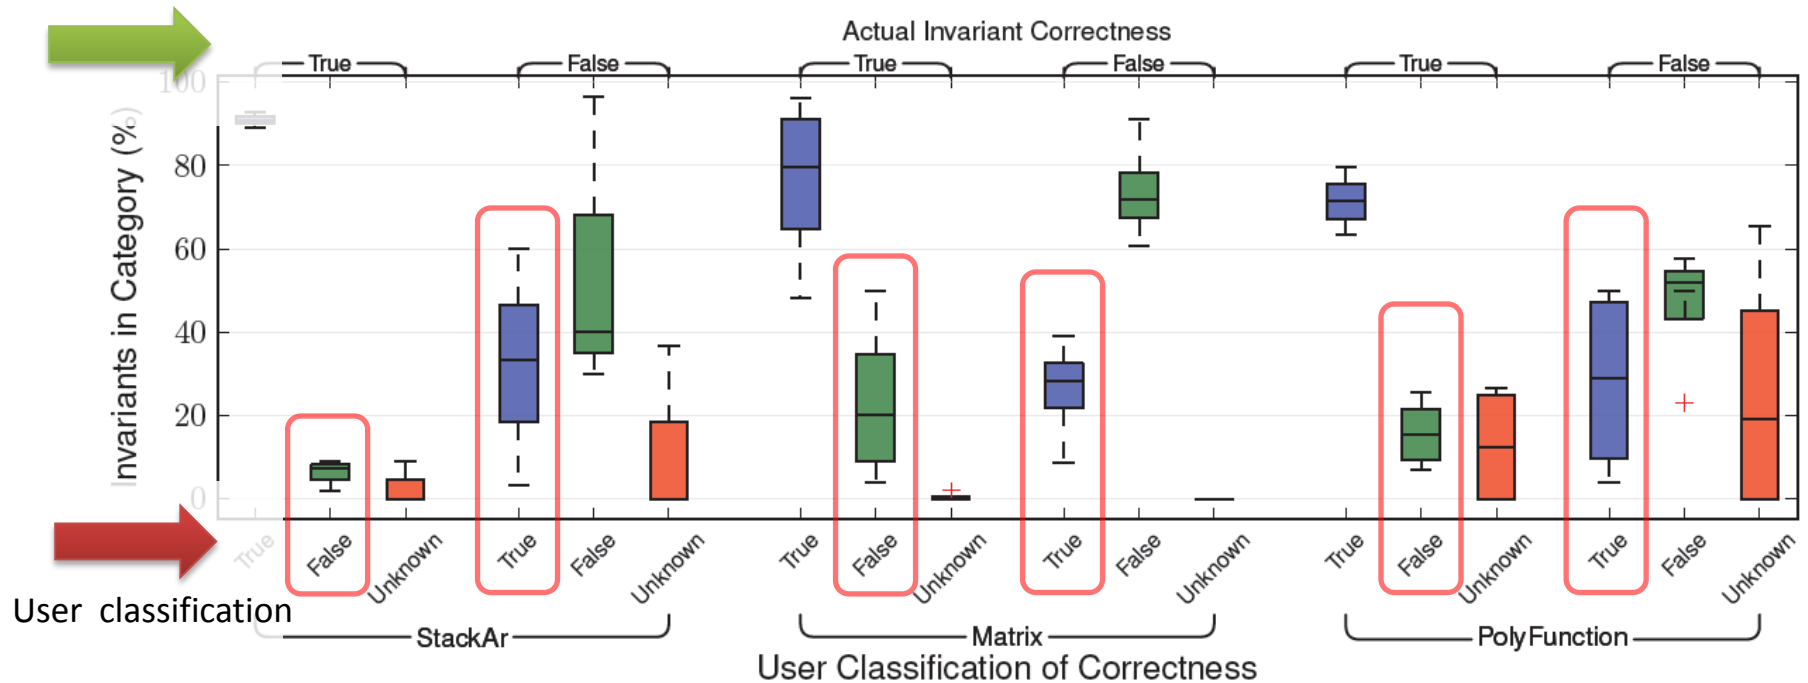 Actual Invariant Correctness
True False True False True False
Invariants in Category (%)
100
80
60
40
20
0
True False Unknown True False Unknown True False Unknown True False Unknown True False Unknown True False Unknown
User classification
StackAr Matrix PolyFunction
User Classification of Correctness